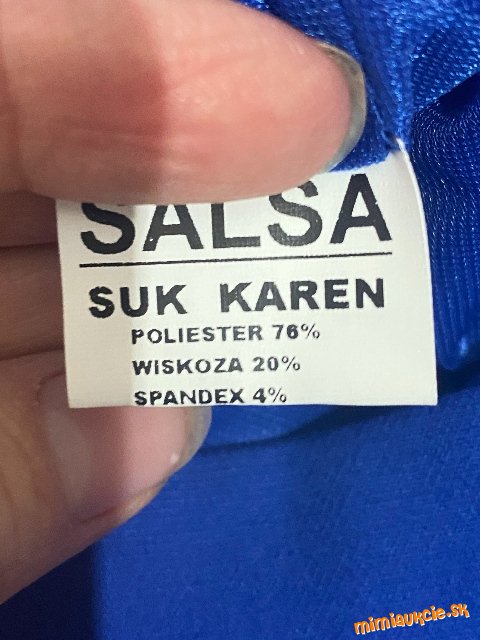 SALSA
SUK KAREN
POLIESTER 76%
WISKOZA 20%
SPANDEX 4%
mimiaukcie.sk